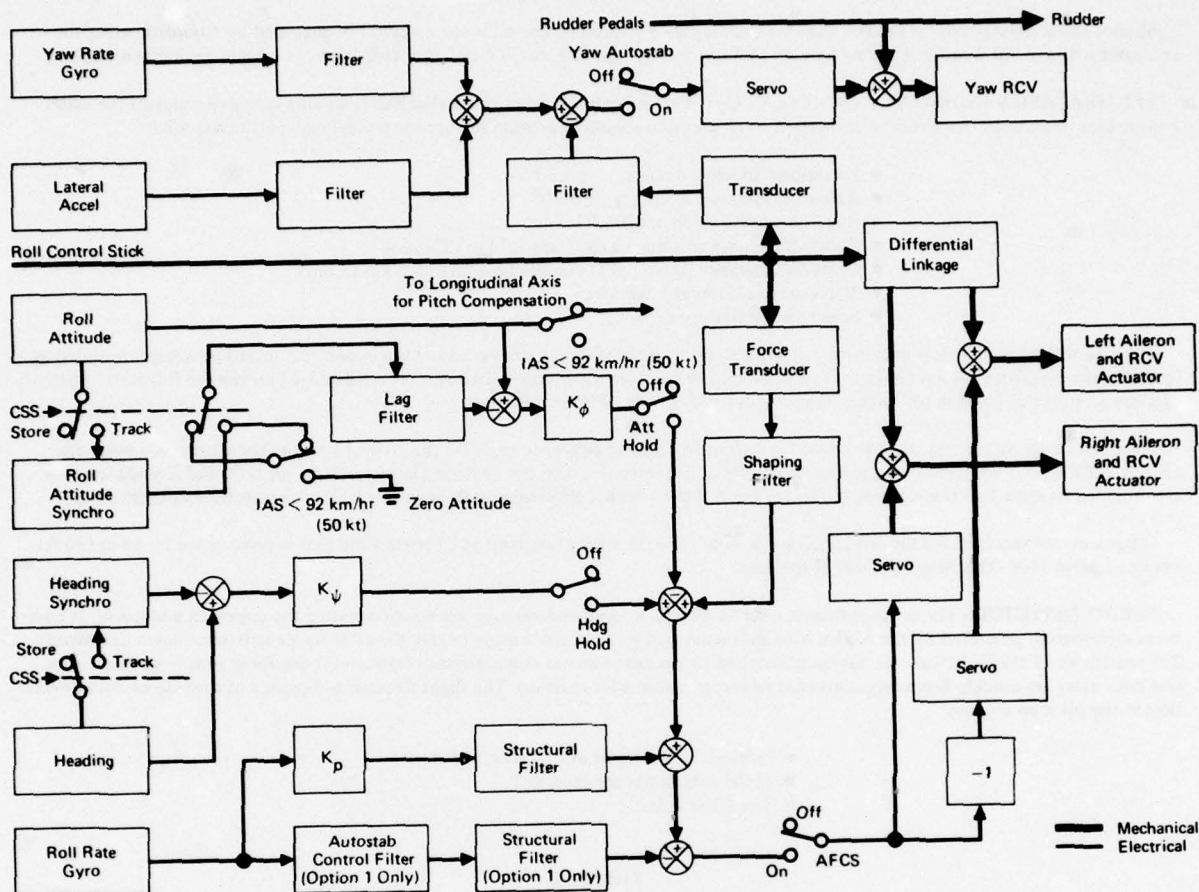 Rudder Pedals
Rudder
Yaw Rate
Gyro
Filter
Yaw Autostab
Off
On
Servo
Yaw RCV
Lateral
Accel
Filter
Filter
Transducer
Roll Control Stick
Differential
Linkage
To Longitudinal Axis
for Pitch Compensation
Roll
Attitude
IAS < 92 km/hr (50 kt)
Force
Transducer
Left Aileron
and RCV
Actuator
CSS
Store
Track
Lag
Filter
Kϕ
Off
Att
Hold
Roll
Attitude
Synchro
IAS < 92 km/hr
(50 kt)
Zero Attitude
Shaping
Filter
Right Aileron
and RCV
Actuator
Heading
Synchro
Kψ
Off
Hdg
Hold
Servo
Store
Track
CSS
Servo
Heading
Kp
Structural
Filter
-1
Roll Rate
Gyro
Autostab
Control Filter
(Option 1 Only)
Structural
Filter
(Option 1 Only)
Off
On
AFCS
Mechanical
Electrical